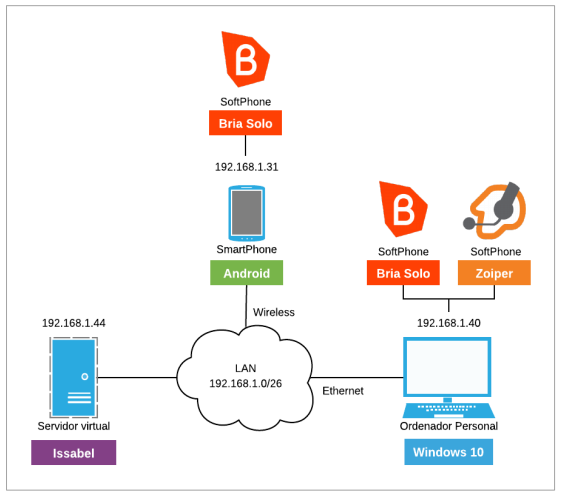 SoftPhone
Bria Solo
192.168.1.31
SmartPhone
Android
Wireless
SoftPhone
Bria Solo
SoftPhone
Zoiper
192.168.1.44
Servidor virtual
Issabel
LAN
192.168.1.0/26
Ethernet
192.168.1.40
Ordenador Personal
Windows 10